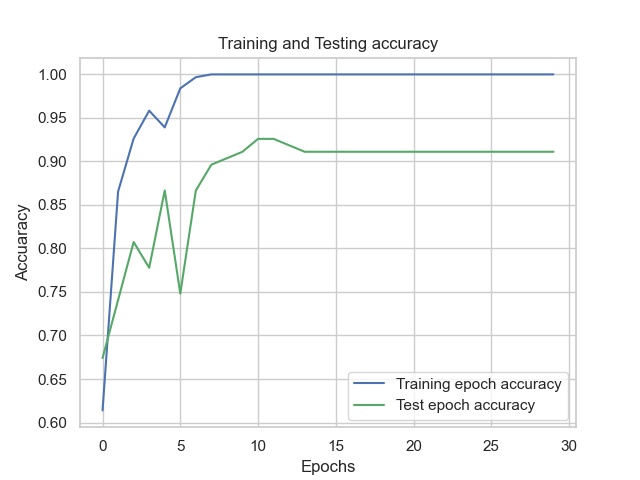 Training and Testing accuracy
1.00
0.95
0.90
0.85
0.80
0.75
0.70
0.65
0.60
Accuaracy
Training epoch accuracy
Test epoch accuracy
0 5 10 15 20 25 30
Epochs